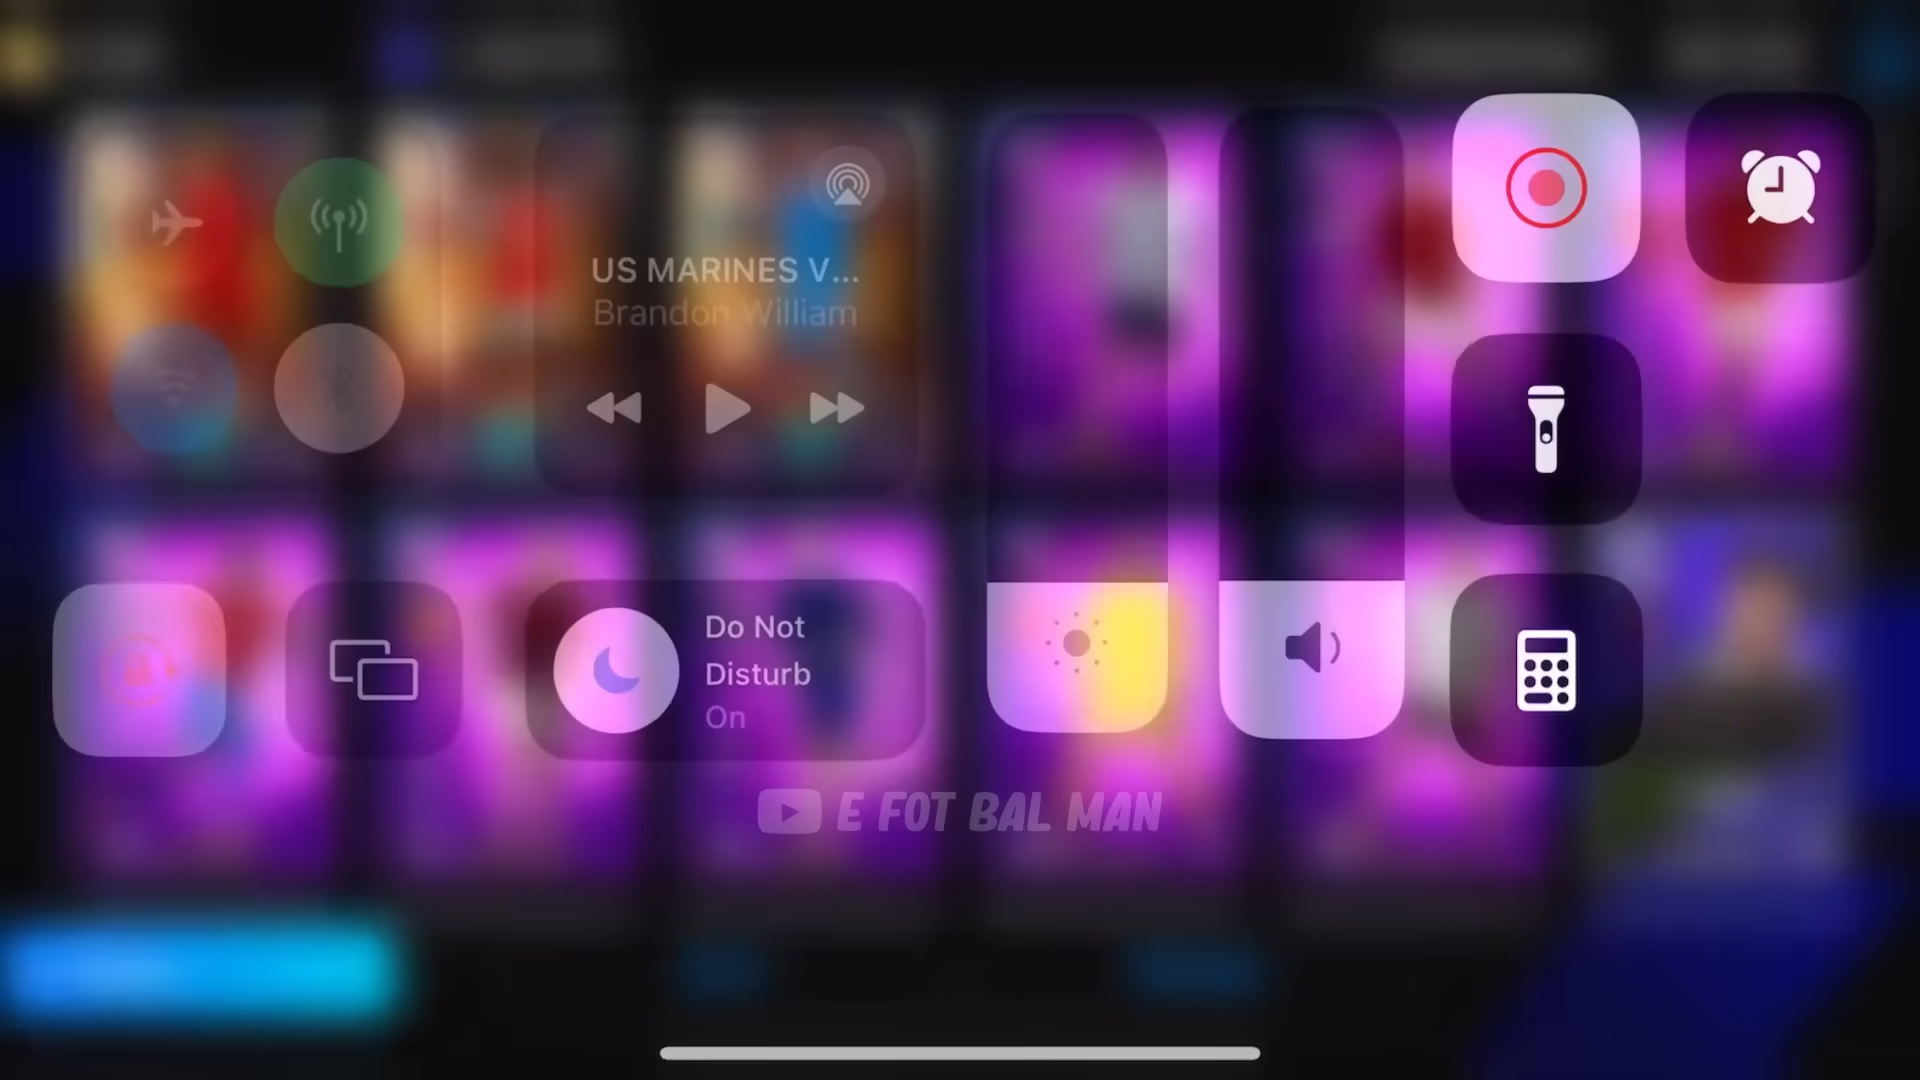 US MARINES V...
Brandon William
Do Not
Disturb
On
E FOT BAL MAN